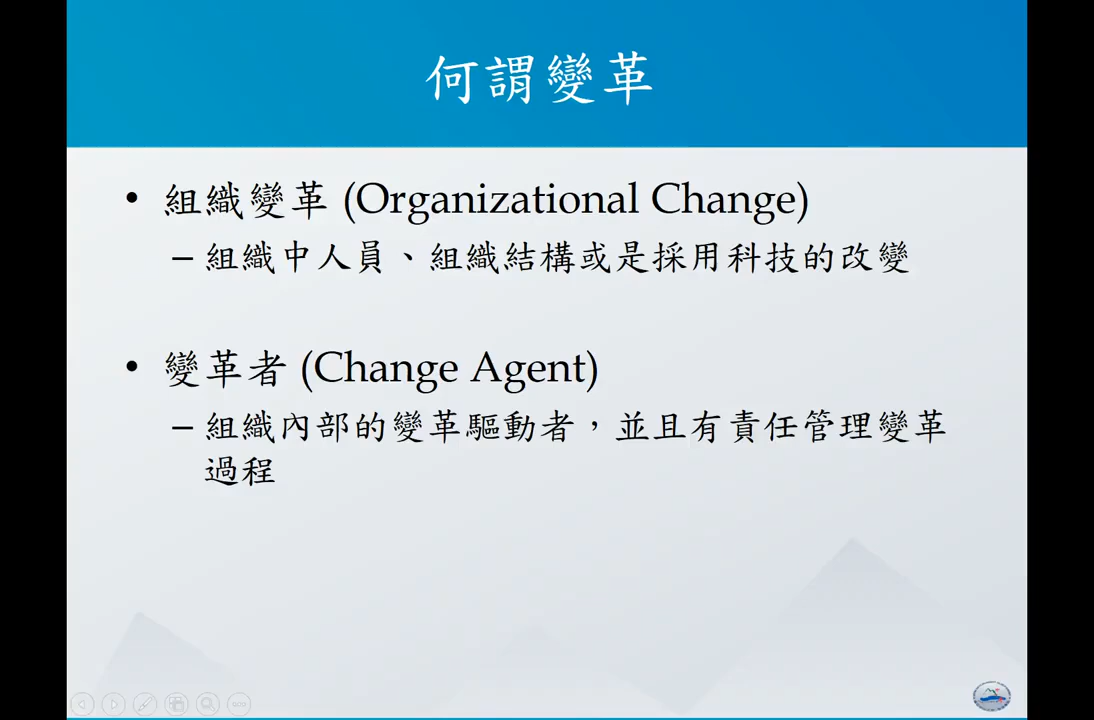 何謂變革
• 組織變革 (Organizational Change)
– 組織中人員、組織結構或是採用科技的改變
• 變革者 (Change Agent)
– 組織內部的變革驅動者，並且有責任管理變革
過程